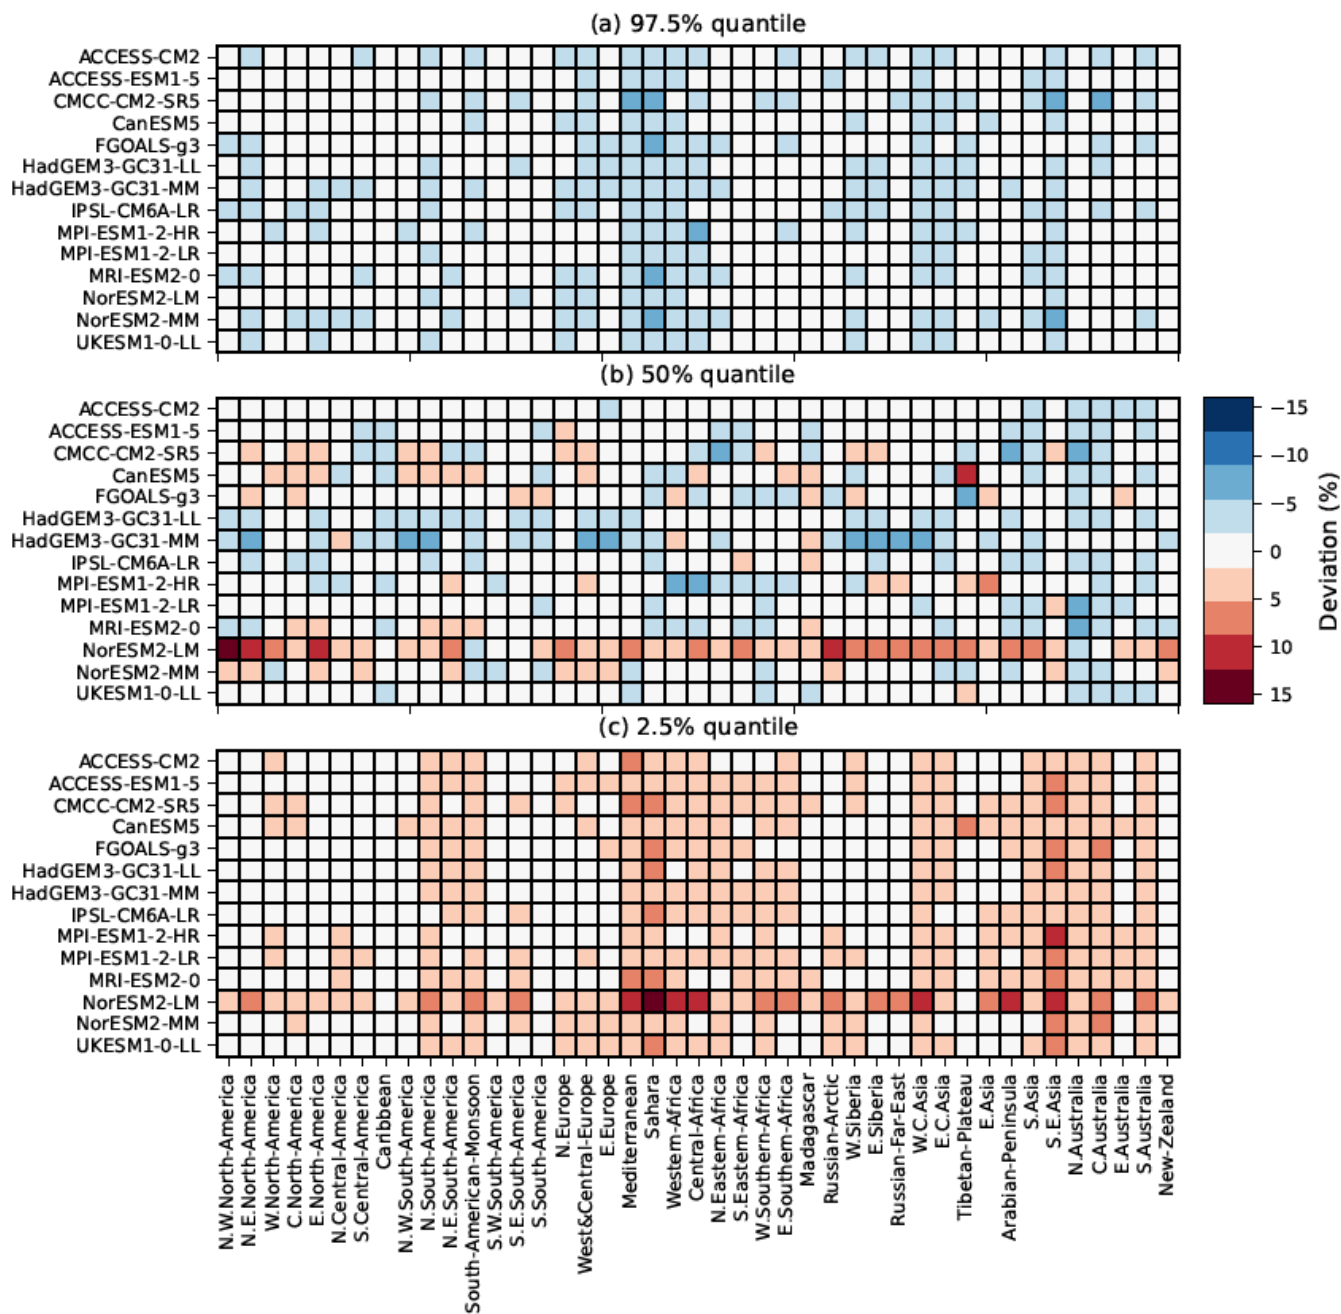 (a) 97.5% quantile
ACCESS-CM2
ACCESS-ESM1-5
CMCC-CM2-SR5
CanESM5
FGOALS-g3
HadGEM3-GC31-LL
HadGEM3-GC31-MM
IPSL-CM6A-LR
MPI-ESM1-2-HR
MPI-ESM1-2-LR
MRI-ESM2-0
NorESM2-LM
NorESM2-MM
UKESM1-0-LL
(b) 50% quantile
ACCESS-CM2
ACCESS-ESM1-5
CMCC-CM2-SR5
CanESM5
FGOALS-g3
HadGEM3-GC31-LL
HadGEM3-GC31-MM
IPSL-CM6A-LR
MPI-ESM1-2-HR
MPI-ESM1-2-LR
MRI-ESM2-0
NorESM2-LM
NorESM2-MM
UKESM1-0-LL
−15
−10
−5
0
5
10
15
Deviation (%)
(c) 2.5% quantile
ACCESS-CM2
ACCESS-ESM1-5
CMCC-CM2-SR5
CanESM5
FGOALS-g3
HadGEM3-GC31-LL
HadGEM3-GC31-MM
IPSL-CM6A-LR
MPI-ESM1-2-HR
MPI-ESM1-2-LR
MRI-ESM2-0
NorESM2-LM
NorESM2-MM
UKESM1-0-LL
N.W.North-America
N.E.North-America
W.North-America
C.North-America
E.North-America
N.Central-America
S.Central-America
Caribbean
N.W.South-America
N.South-America
N.E.South-America
South-American-Monsoon
S.W.South-America
S.E.South-America
S.South-America
N.Europe
West&Central-Europe
E.Europe
Mediterranean
Sahara
Western-Africa
Central-Africa
N.Eastern-Africa
S.Eastern-Africa
W.Southern-Africa
E.Southern-Africa
Madagascar
Russian-Arctic
W.Siberia
E.Siberia
Russian-Far-East
W.C.Asia
E.C.Asia
Tibetan-Plateau
E.Asia
Arabian-Peninsula
S.Asia
S.E.Asia
N.Australia
C.Australia
E.Australia
S.Australia
New-Zealand